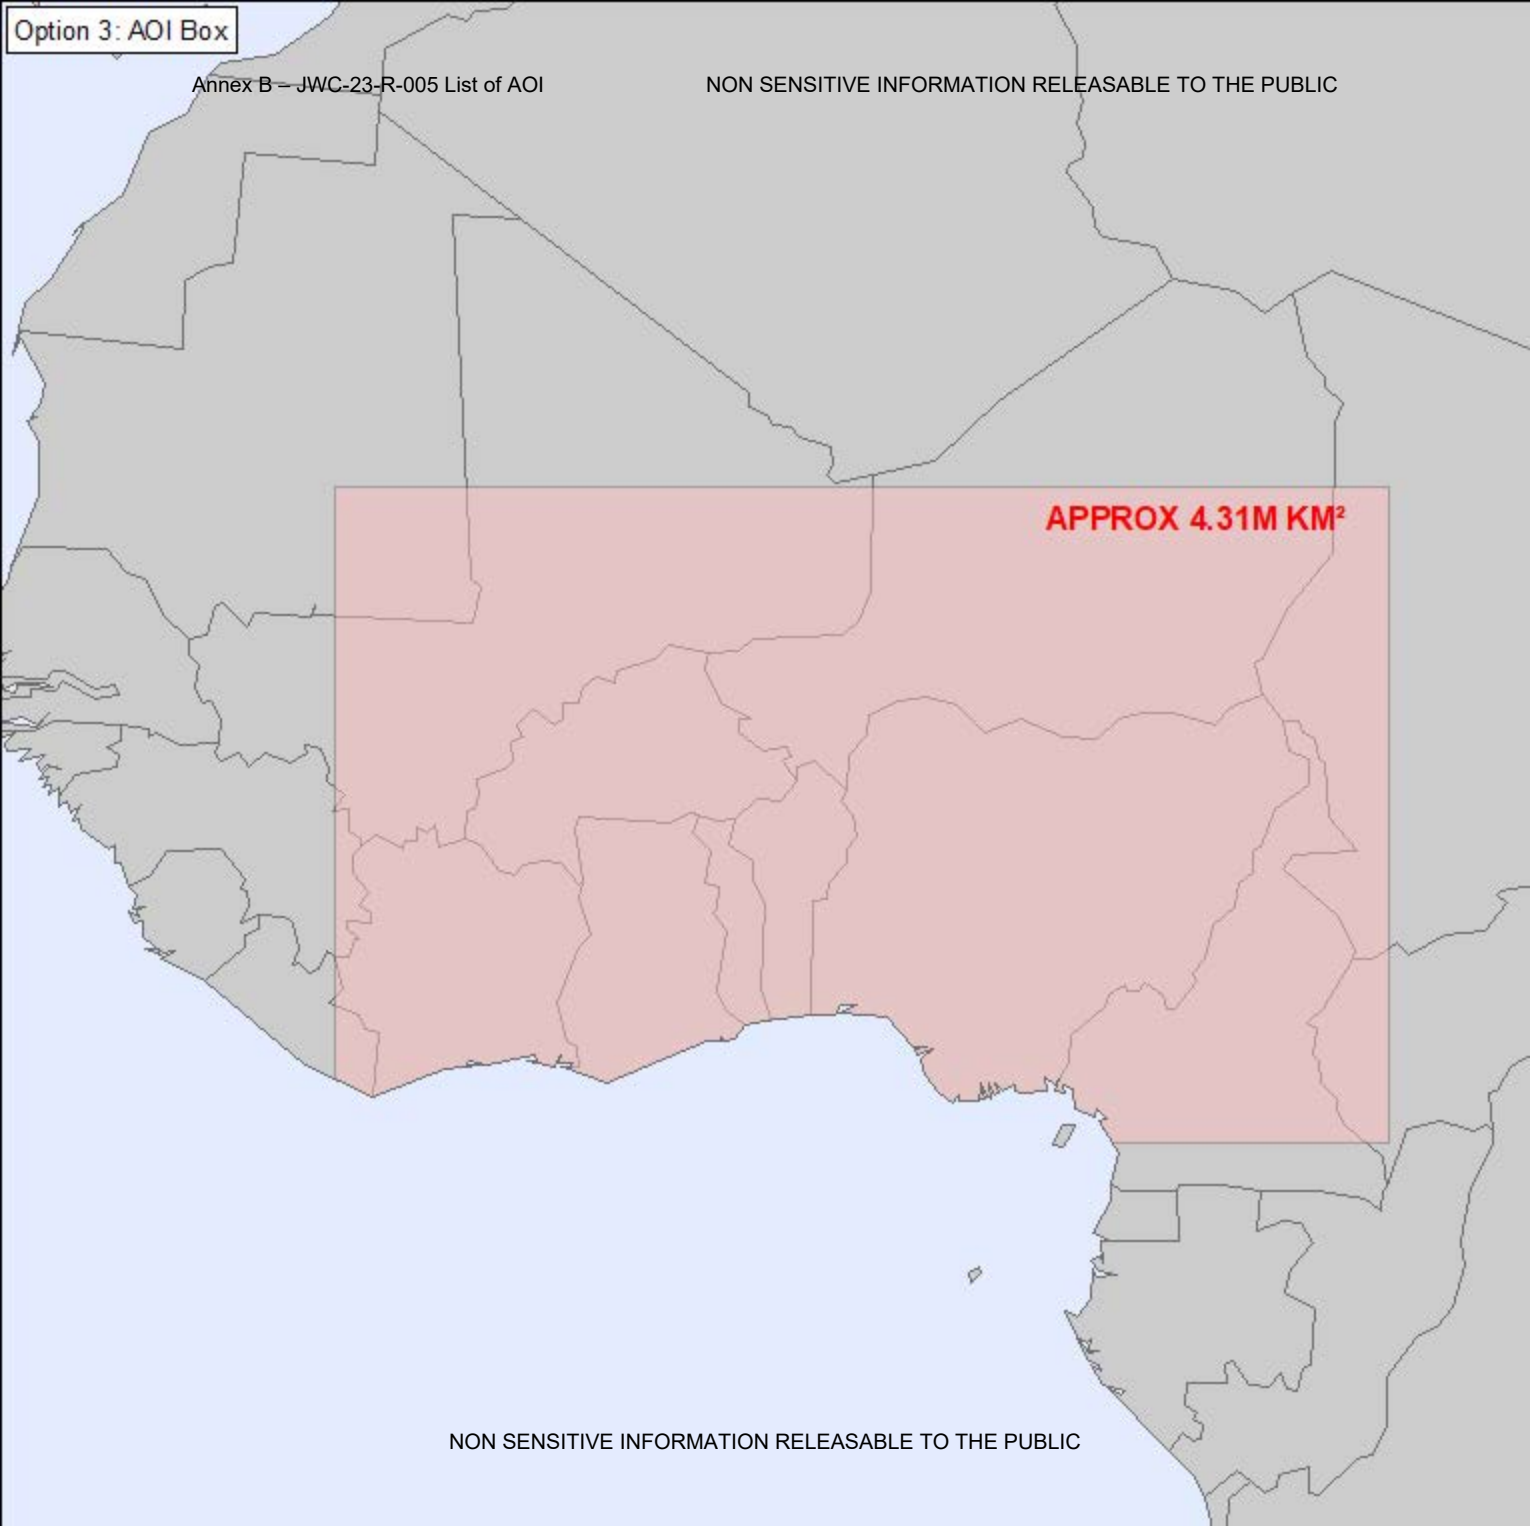 Option 3: AOI Box
Annex B – JWC-23-R-005 List of AOI
NON SENSITIVE INFORMATION RELEASABLE TO THE PUBLIC
APPROX 4.31M KM²
NON SENSITIVE INFORMATION RELEASABLE TO THE PUBLIC